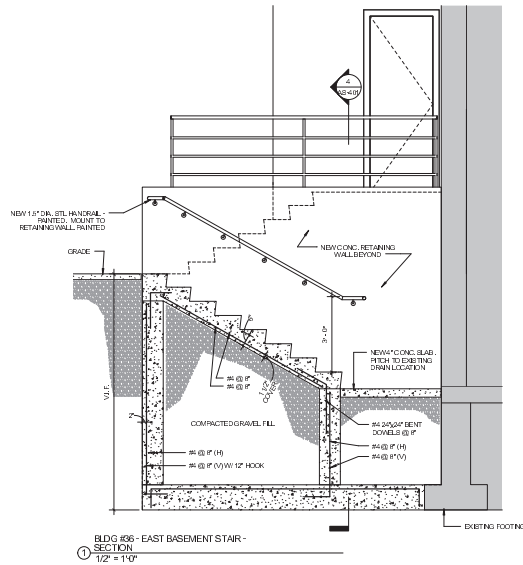 4
A8-401
NEW 1.5" DIA. STL HANDRAIL -
PAINTED. MOUNT TO
RETAINING WALL. PAINTED
NEW CONC. RETAINING
WALL BEYOND
GRADE
6"
3'-0"
NEW 4" CONC. SLAB.
PITCH TO EXISTING
DRAIN LOCATION
#4 @ 8"
#4 @ 8"
1 1/2"
COVER
V.I.F.
2"
COMPACTED GRAVEL FILL
#4 24"x24" BENT
DOWELS @ 8"
#4 @ 8" (H)
#4 @ 8" (V)
#4 @ 8" (H)
#4 @ 8" (V) W/ 12" HOOK
EXISTING FOOTING
BLDG #36 - EAST BASEMENT STAIR -
SECTION
1
1/2" = 1'-0"